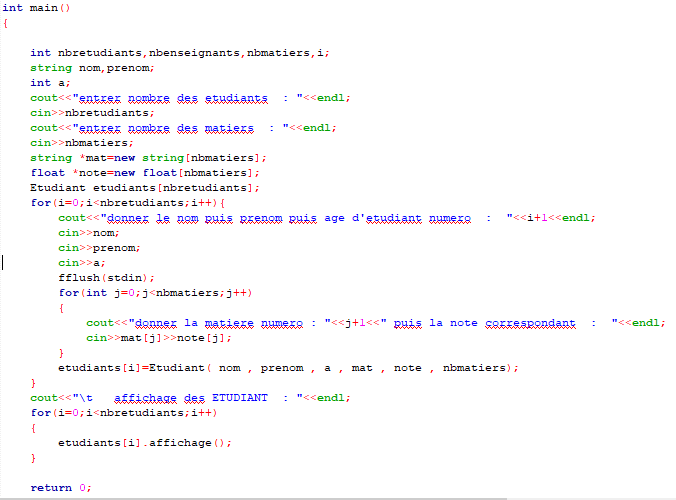 int main()
{
int nbretudiants,nbenseignants,nbmatiers,i;
string nom,prenom;
int a;
cout<<"entrer nombre des etudiants  : "<<endl;
cin>>nbretudiants;
cout<<"entrer nombre des matiers  : "<<endl;
cin>>nbmatiers;
string *mat=new string[nbmatiers];
float *note=new float[nbmatiers];
Etudiant etudiants[nbretudiants];
for(i=0;i<nbretudiants;i++){
cout<<"donner le nom puis prenom puis age d'etudiant numero  :  "<<i+1<<endl;
cin>>nom;
cin>>prenom;
cin>>a;
fflush(stdin);
for(int j=0;j<nbmatiers;j++)
{
cout<<"donner la matiere numero : "<<j+1<<" puis la note correspondant  :  "<<endl;
cin>>mat[j]>>note[j];
}
etudiants[i]=Etudiant( nom , prenom , a , mat , note , nbmatiers);
}
cout<<"\t   affichage des ETUDIANT  : "<<endl;
for(i=0;i<nbretudiants;i++)
{
etudiants[i].affichage();
}
return 0;